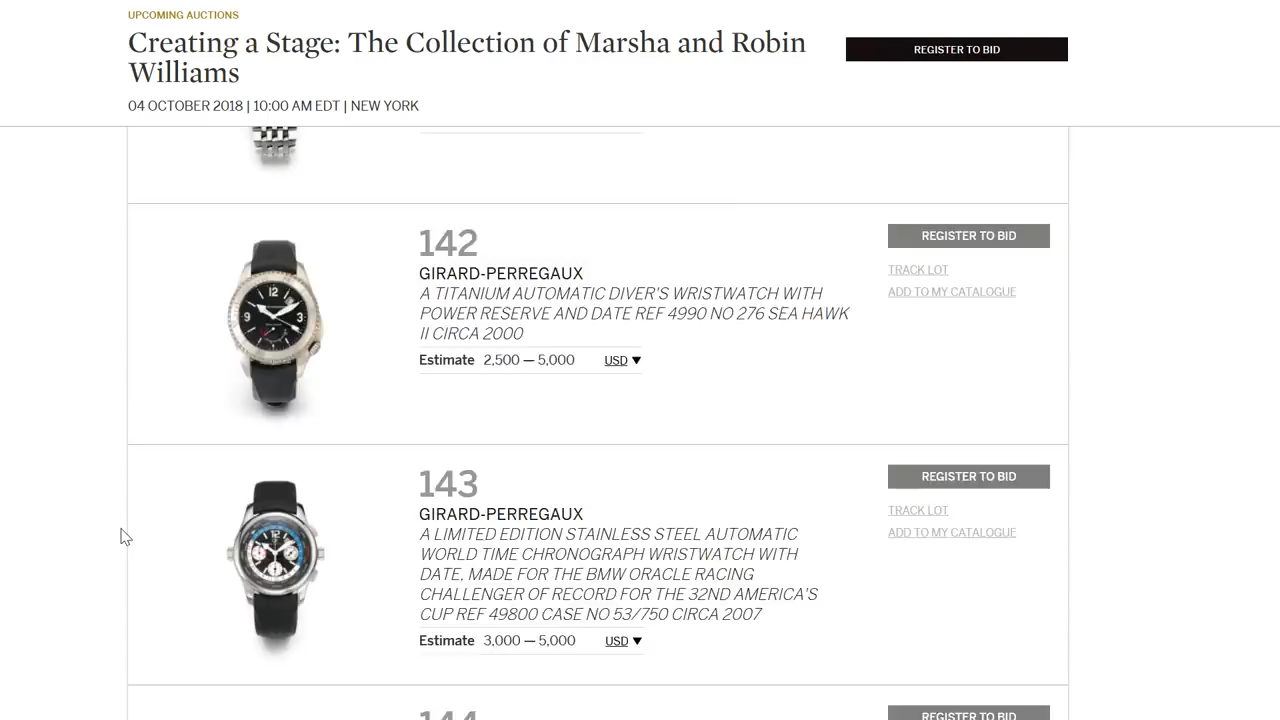 UPCOMING AUCTIONS
Creating a Stage: The Collection of Marsha and Robin
Williams
REGISTER TO BID
04 OCTOBER 2018 | 10:00 AM EDT | NEW YORK
142
GIRARD-PERREGAUX
A TITANIUM AUTOMATIC DIVER'S WRISTWATCH WITH
POWER RESERVE AND DATE REF 4990 NO 276 SEA HAWK
II CIRCA 2000
Estimate 2,500 — 5,000 USD ▼
REGISTER TO BID
TRACK LOT
ADD TO MY CATALOGUE
143
GIRARD-PERREGAUX
A LIMITED EDITION STAINLESS STEEL AUTOMATIC
WORLD TIME CHRONOGRAPH WRISTWATCH WITH
DATE, MADE FOR THE BMW ORACLE RACING
CHALLENGER OF RECORD FOR THE 32ND AMERICA'S
CUP REF 49800 CASE NO 53/750 CIRCA 2007
Estimate 3,000 — 5,000 USD ▼
REGISTER TO BID
TRACK LOT
ADD TO MY CATALOGUE
144
REGISTER TO BID